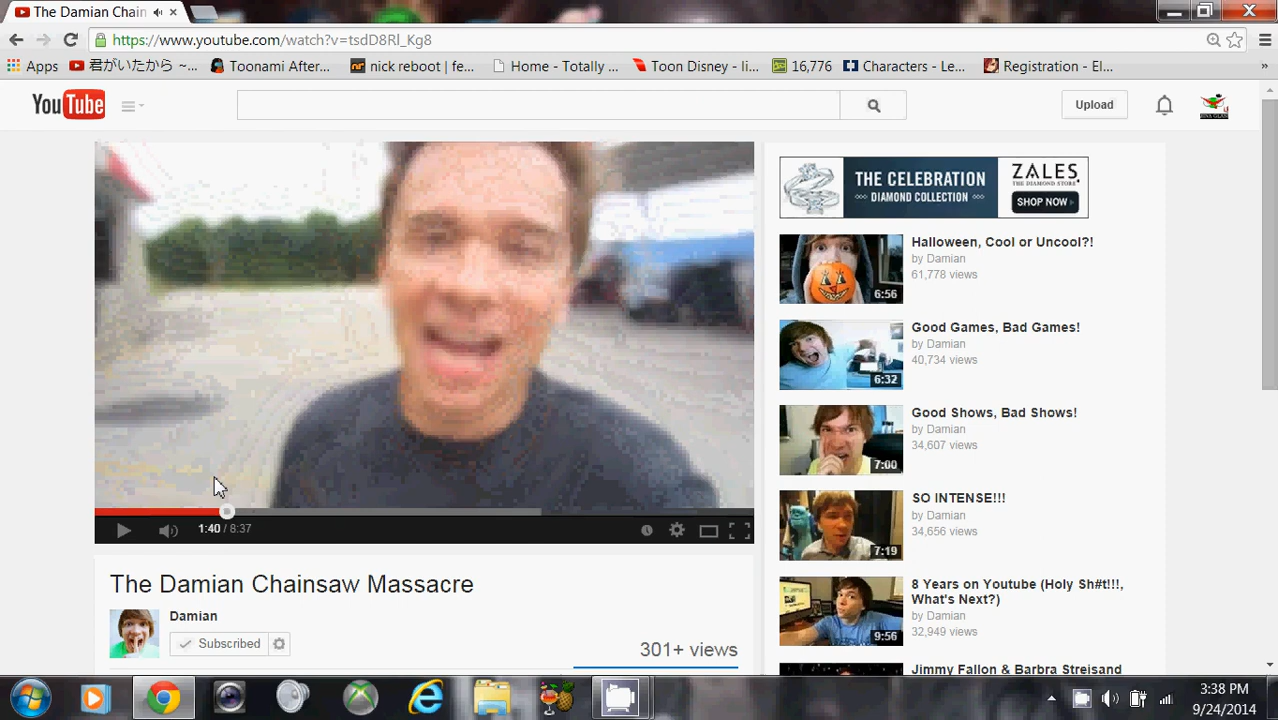 The Damian Chain
https://www.youtube.com/watch?v=tsdD8Rl_Kg8
Apps
君がいたから ~...
Toonami After...
nick reboot | fe...
Home - Totally ...
Toon Disney - li...
16,776
Characters - Le...
Registration - El...
»
YouTube
Upload
THE CELEBRATION
DIAMOND COLLECTION
ZALES
THE DIAMOND STORE
SHOP NOW
Halloween, Cool or Uncool?!
by Damian
61,778 views
6:56
Good Games, Bad Games!
by Damian
40,734 views
6:32
Good Shows, Bad Shows!
by Damian
34,607 views
7:00
SO INTENSE!!!
by Damian
34,656 views
7:19
8 Years on Youtube (Holy Sh#t!!!,
What's Next?)
by Damian
32,949 views
9:56
Jimmy Fallon & Barbra Streisand
1:40 / 8:37
The Damian Chainsaw Massacre
Damian
Subscribed
301+ views
3:38 PM
9/24/2014